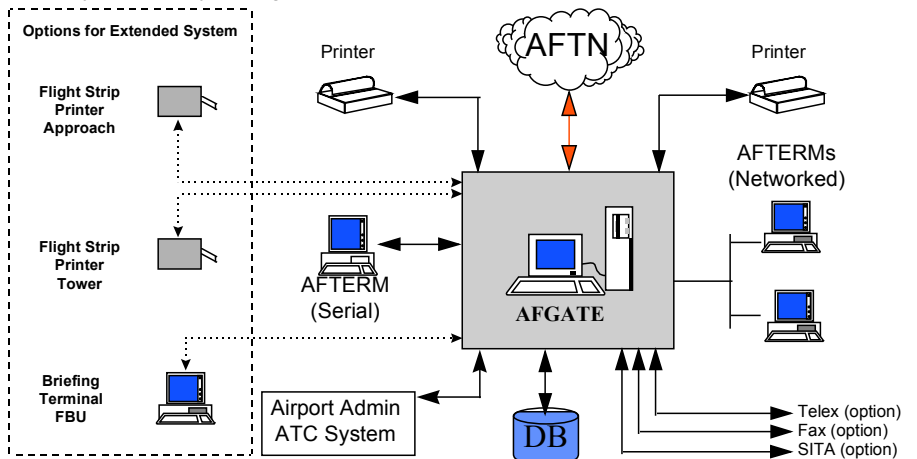 Options for Extended System
Flight Strip
Printer
Approach
Flight Strip
Printer
Tower
Briefing
Terminal
FBU
Printer
AFTN
Printer
AFTERMs
(Networked)
AFTERM
(Serial)
AFGATE
Airport Admin
ATC System
DB
Telex (option)
Fax (option)
SITA (option)